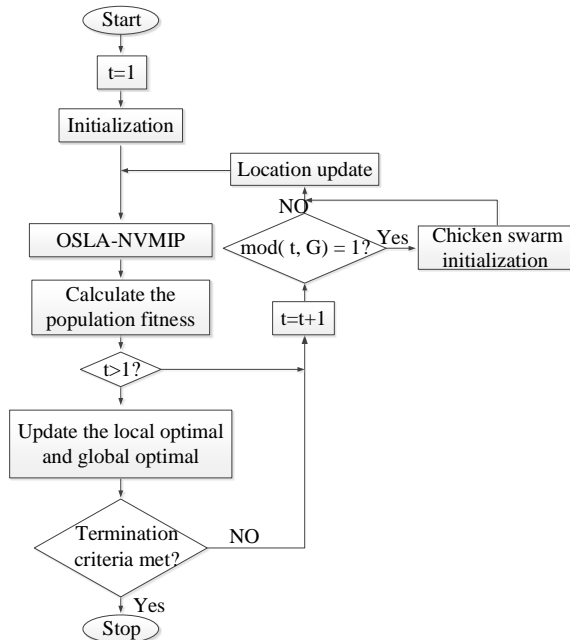 Start
t=1
Initialization
Location update
NO
OSLA-NVMIP
mod( t, G) = 1?
Yes
Chicken swarm
initialization
Calculate the
population fitness
t=t+1
t>1?
Update the local optimal
and global optimal
Termination
criteria met?
NO
Yes
Stop